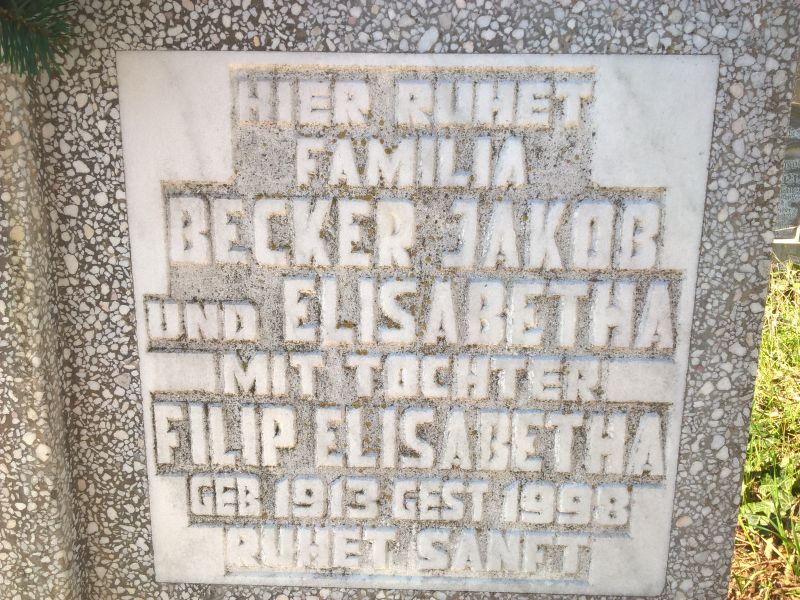 HIER RUHET
FAMILIA
BECKER JAKOB
UND ELISABETHA
MIT TOCHTER
FILIP ELISABETHA
GEB 1913 GEST 1998
RUHET SANFT